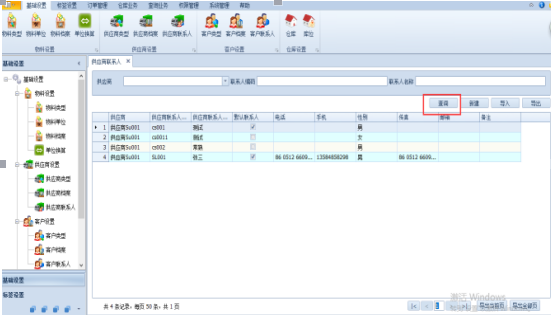 基础设置 标签设置 订单管理 仓库业务 查询业务 权限管理 系统管理 帮助
物料类型 物料单位 物料档案 单位换算 供应商类型 供应商档案 供应商联系人 客户类型 客户档案 客户联系人 仓库 库位
物料设置 供应商设置 客户设置 仓库设置
基础设置
供应商联系人
基础设置
物料设置
物料类型
物料单位
物料档案
单位换算
供应商设置
供应商类型
供应商档案
供应商联系人
客户设置
客户类型
客户档案
客户联系人
基础设置
标签设置
供应商 联系人编码 联系人名称
查询 新建 导入 导出
供应商 供应商联系人... 供应商联系人... 默认联系人 电话 手机 性别 传真 邮箱 备注
1 供应商Su001 cs001 测试 男
2 供应商Su001 cs0011 测试 女
3 供应商Su001 cs002 男
4 供应商Su001 SL001 张三 86 0512 6609... 13584858298 男 86 0512 6609...
共 4 条记录，每页 50 条，共 1 页
1 导出当前页 导出全部页
激活 Windows